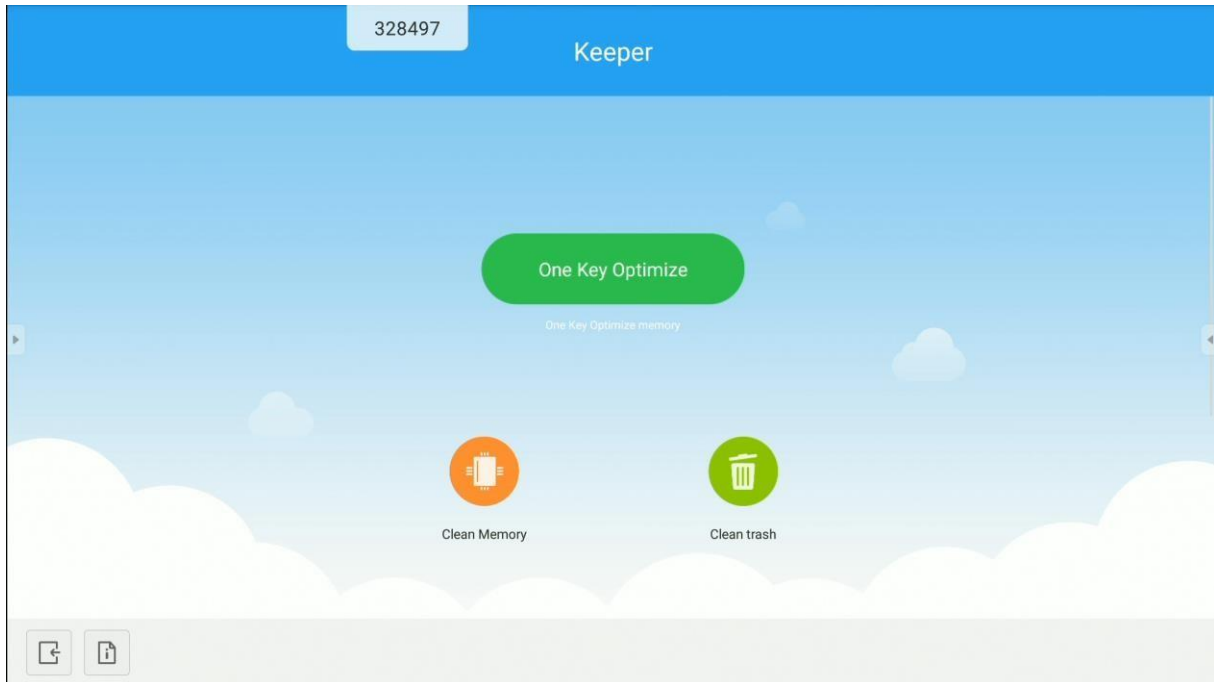 328497
Keeper
One Key Optimize
One Key Optimize memory
Clean Memory
Clean trash